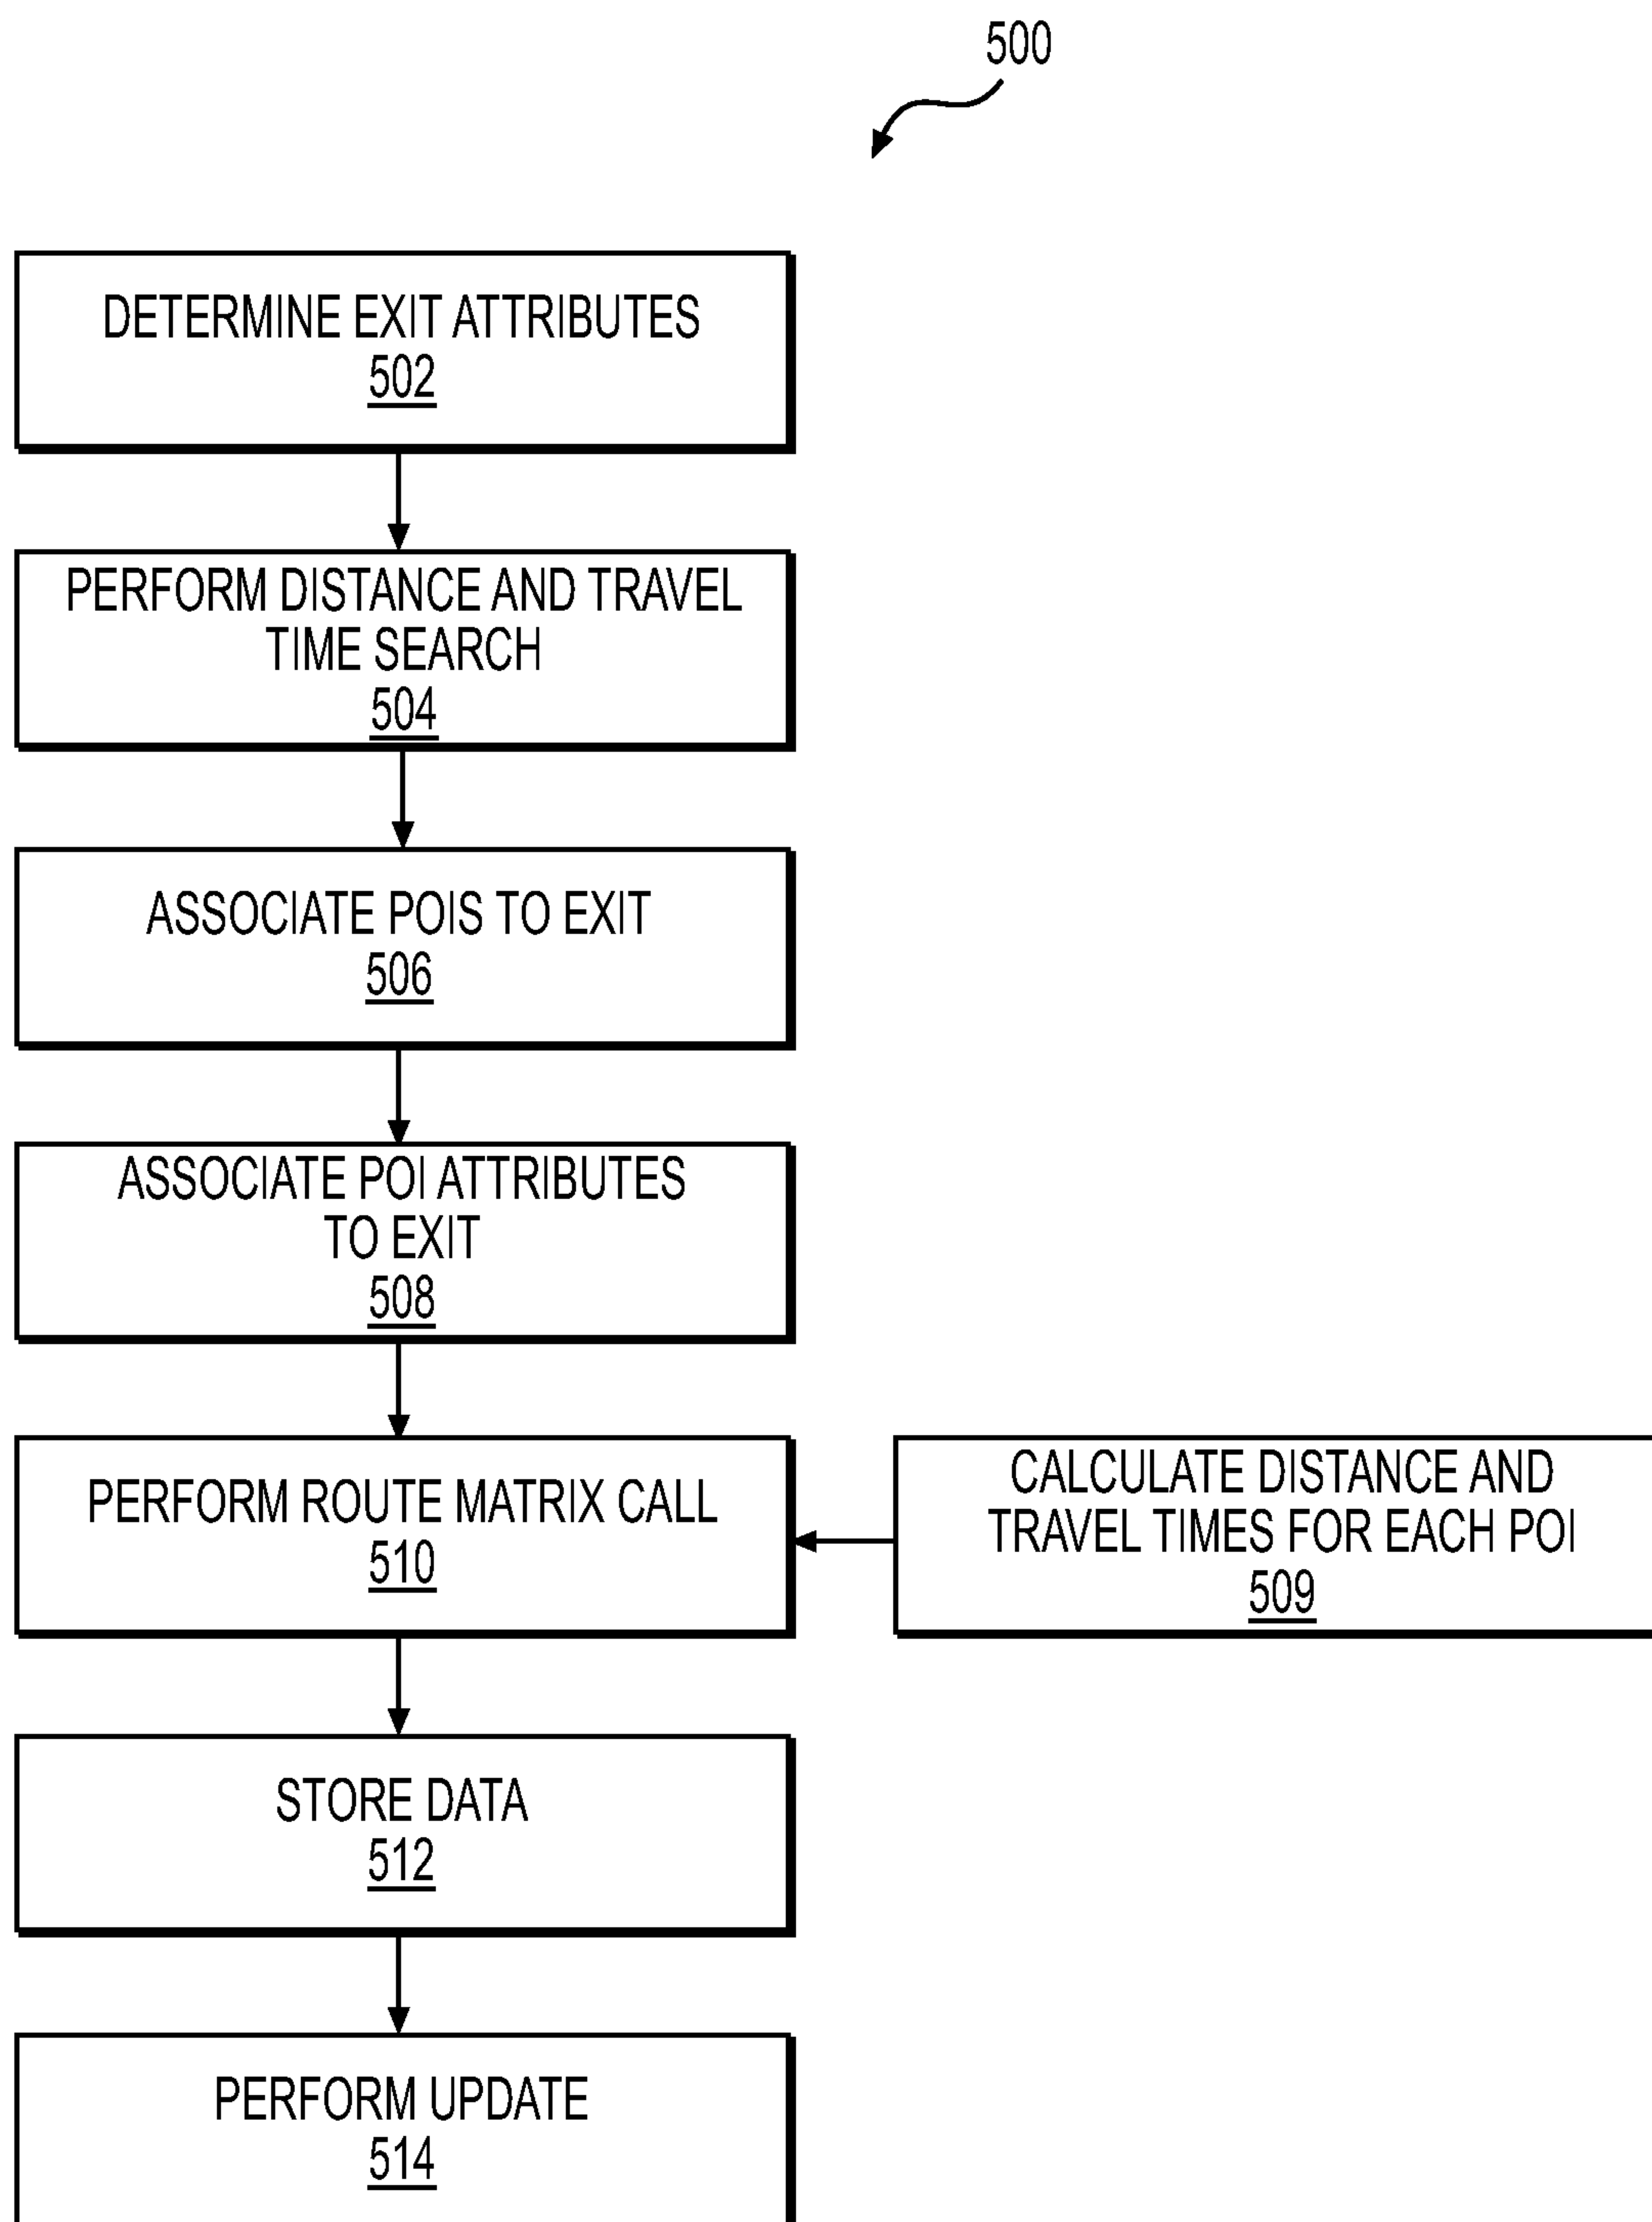 500
DETERMINE EXIT ATTRIBUTES
502
PERFORM DISTANCE AND TRAVEL
TIME SEARCH
504
ASSOCIATE POIS TO EXIT
506
ASSOCIATE POI ATTRIBUTES
TO EXIT
508
PERFORM ROUTE MATRIX CALL
510
CALCULATE DISTANCE AND
TRAVEL TIMES FOR EACH POI
509
STORE DATA
512
PERFORM UPDATE
514